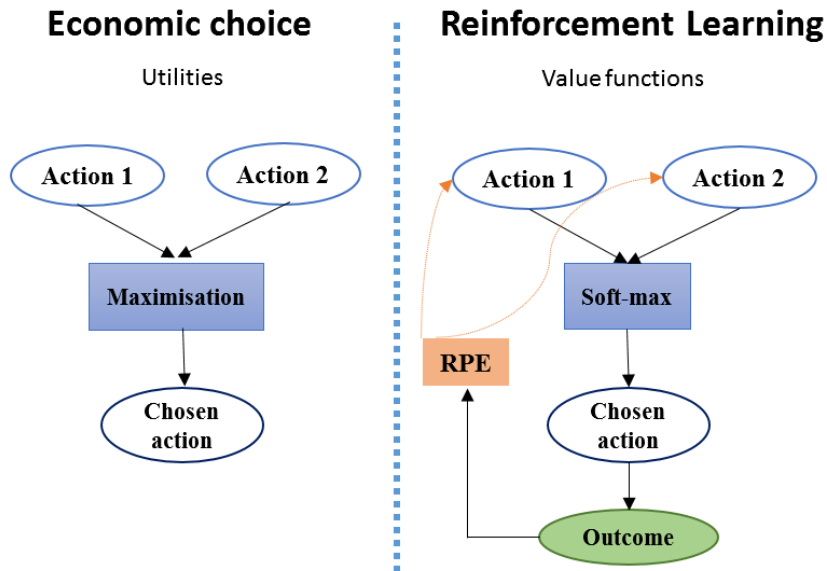 Economic choice
Utilities
Action 1
Action 2
Maximisation
Chosen
action
Reinforcement Learning
Value functions
Action 1
Action 2
Soft-max
RPE
Chosen
action
Outcome